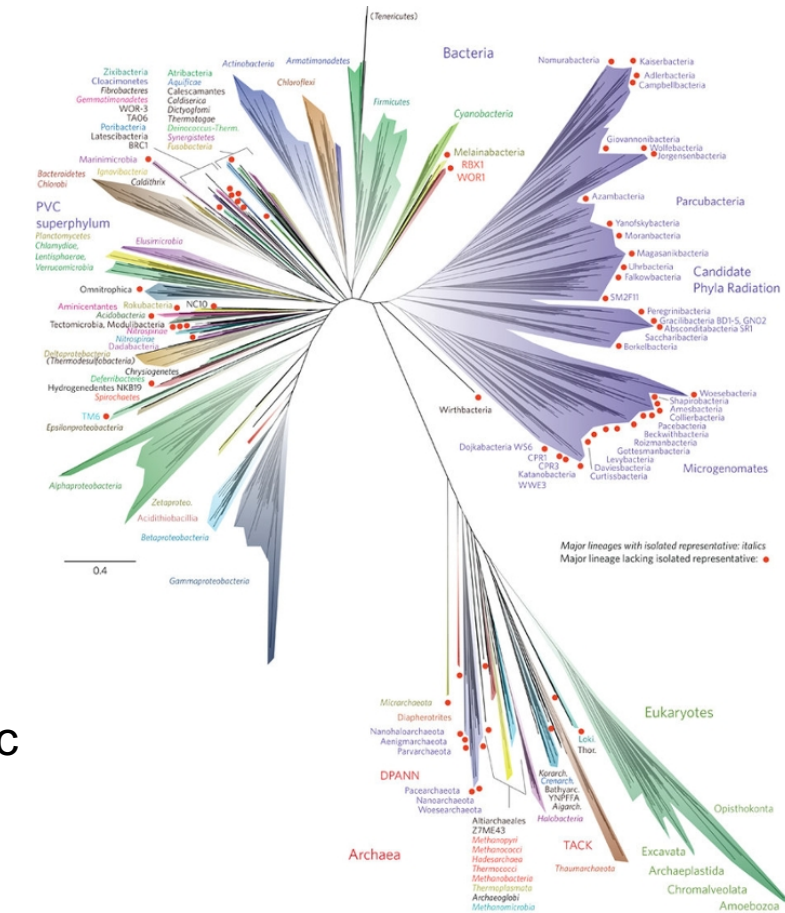 (Tenericutes)
Bacteria
Zixibacteria
Cloacimonetes
Fibrobacteres
Gemmatimonadetes
WOR-3
TA06
Poribacteria
Latescibacteria
BRC1
Atribacteria
Aquificae
Calescamantes
Caldiserica
Dictyoglomi
Thermotogae
Deinococcus-Therm.
Synergistetes
Fusobacteria
Actinobacteria
Armatimonadetes
Chloroflexi
Firmicutes
Cyanobacteria
Melainabacteria
RBX1
WOR1
Nomurabacteria
Kaiserbacteria
Adlerbacteria
Campbellbacteria
Giovannonibacteria
Wolfebacteria
Jorgensenbacteria
Azambacteria
Parcubacteria
Yanofskybacteria
Moranbacteria
Magasanikbacteria
Uhrbacteria
Falkowbacteria
Candidate
Phyla Radiation
SM2F11
Peregrinibacteria
Gracilibacteria BD1-5, GN02
Absconditabacteria SR1
Saccharibacteria
Berkelbacteria
Marinimicrobia
Bacteroidetes
Chlorobi
Ignavibacteria
Caldithrix
PVC
superphylum
Planctomycetes
Chlamydiae,
Lentisphaerae,
Verrucomicrobia
Elusimicrobia
Omnitrophica
Aminicentantes
Rokubacteria
NC10
Acidobacteria
Tectomicrobia, Modulibacteria
Nitrospinae
Nitrospirae
Dadabacteria
Deltaprotebacteria
(Thermodesulfobacteria)
Chrysiogenetes
Deferribacteres
Hydrogenedentes NKB19
Spirochaetes
TM6
Epsilonproteobacteria
Alphaproteobacteria
Zetaproteo.
Acidithiobacillia
Betaproteobacteria
Gammaproteobacteria
0.4
Wirthbacteria
Woesebacteria
Shapirobacteria
Amesbacteria
Collierbacteria
Pacebacteria
Beckwithbacteria
Roizmanbacteria
Gottesmanbacteria
Levybacteria
Daviesbacteria
Curtissbacteria
Microgenomates
Dojkabacteria WS6
CPR1
CPR3
Katanobacteria
WWE3
Major lineages with isolated representative: italics
Major lineage lacking isolated representative:
c
Micrarchaeota
Diapherotrites
Nanohaloarchaeota
Aenigmarchaeota
Parvarchaeota
DPANN
Pacearchaeota
Nanoarchaeota
Woesearchaeota
Archaea
Altiarchaeales
Z7ME43
Methanopyri
Methanococci
Hadesarchaea
Thermococci
Methanobacteria
Thermoplasmata
Archaeoglobi
Methanomicrobia
Halobacteria
Korarch.
Crenarch.
Bathyarc.
YNPFFA
Aigarch.
TACK
Thaumarchaeota
Loki.
Thor.
Eukaryotes
Opisthokonta
Excavata
Archaeplastida
Chromalveolata
Amoebozoa